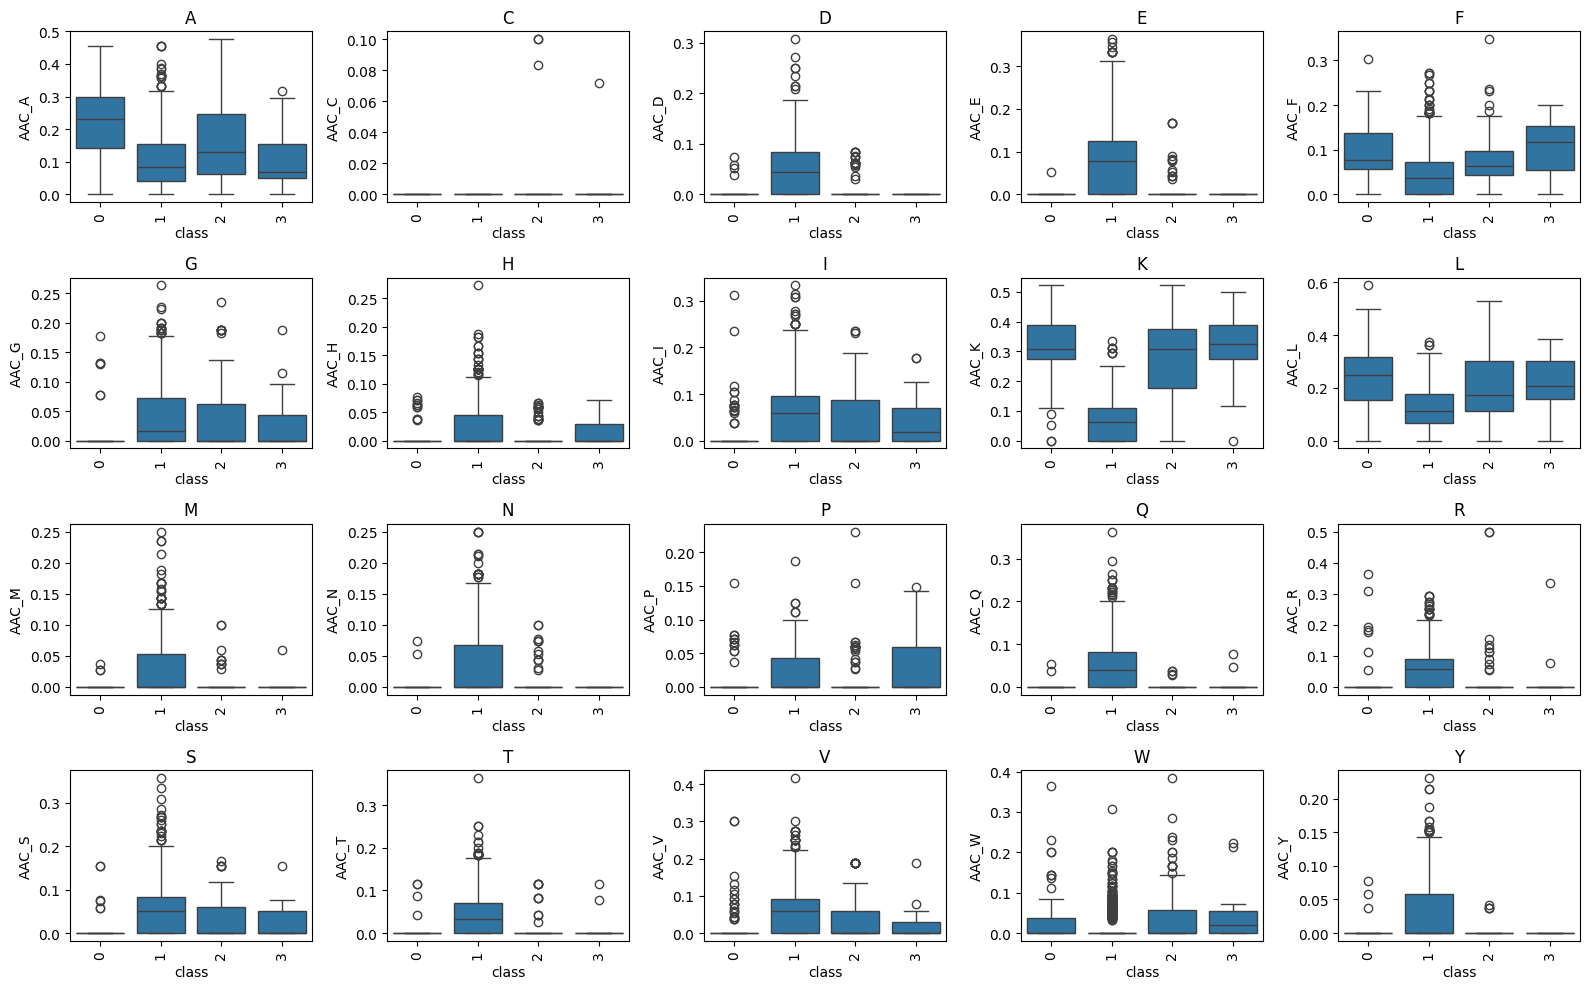 A
AAC_A
0.5
0.4
0.3
0.2
0.1
0.0
0 1 2 3
class
C
AAC_C
0.10
0.08
0.06
0.04
0.02
0.00
0 1 2 3
class
D
AAC_D
0.3
0.2
0.1
0.0
0 1 2 3
class
E
AAC_E
0.3
0.2
0.1
0.0
0 1 2 3
class
F
AAC_F
0.3
0.2
0.1
0.0
0 1 2 3
class
G
AAC_G
0.25
0.20
0.15
0.10
0.05
0.00
0 1 2 3
class
H
AAC_H
0.25
0.20
0.15
0.10
0.05
0.00
0 1 2 3
class
I
AAC_I
0.3
0.2
0.1
0.0
0 1 2 3
class
K
AAC_K
0.5
0.4
0.3
0.2
0.1
0.0
0 1 2 3
class
L
AAC_L
0.6
0.4
0.2
0.0
0 1 2 3
class
M
AAC_M
0.25
0.20
0.15
0.10
0.05
0.00
0 1 2 3
class
N
AAC_N
0.25
0.20
0.15
0.10
0.05
0.00
0 1 2 3
class
P
AAC_P
0.20
0.15
0.10
0.05
0.00
0 1 2 3
class
Q
AAC_Q
0.3
0.2
0.1
0.0
0 1 2 3
class
R
AAC_R
0.5
0.4
0.3
0.2
0.1
0.0
0 1 2 3
class
S
AAC_S
0.3
0.2
0.1
0.0
0 1 2 3
class
T
AAC_T
0.3
0.2
0.1
0.0
0 1 2 3
class
V
AAC_V
0.4
0.3
0.2
0.1
0.0
0 1 2 3
class
W
AAC_W
0.4
0.3
0.2
0.1
0.0
0 1 2 3
class
Y
AAC_Y
0.20
0.15
0.10
0.05
0.00
0 1 2 3
class